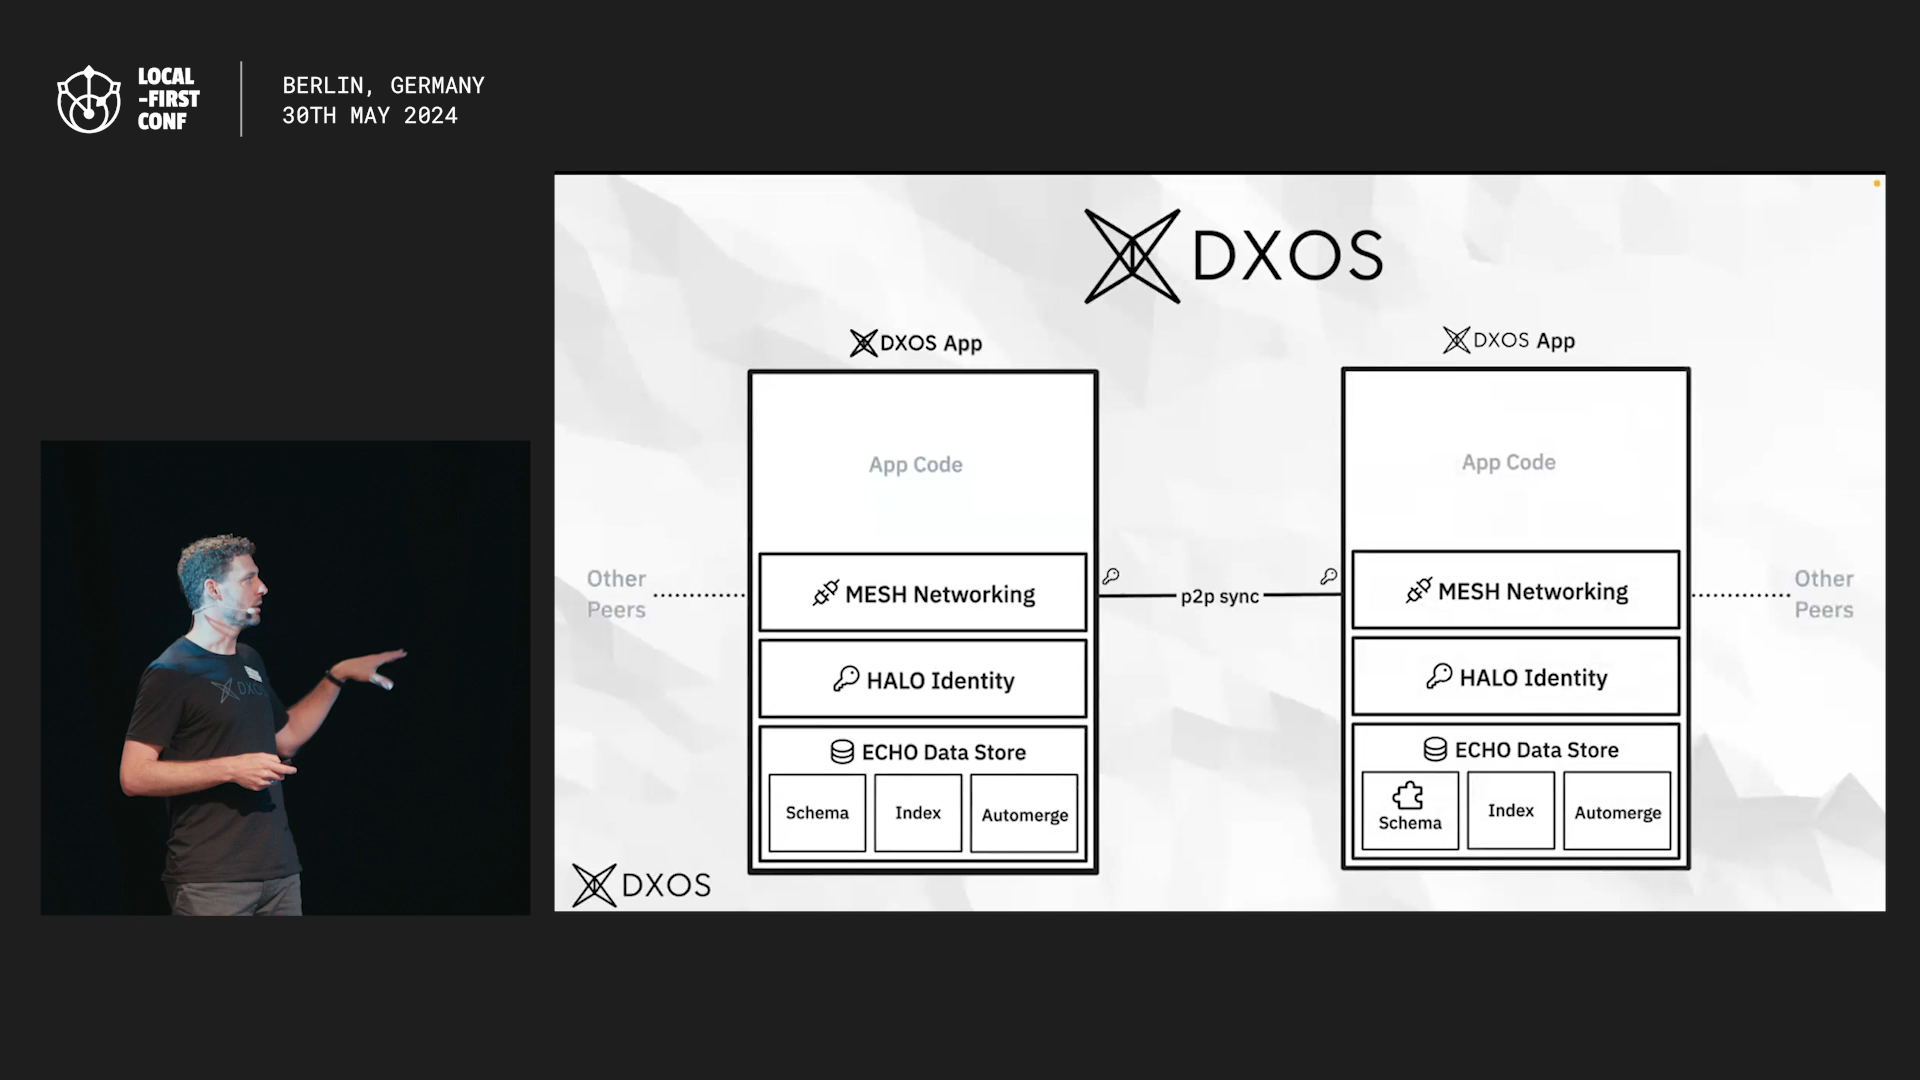 LOCAL
-FIRST
CONF
BERLIN, GERMANY
30TH MAY 2024
DXOS
DXOS App
App Code
Other
Peers
MESH Networking
HALO Identity
ECHO Data Store
Schema
Index
Automerge
p2p sync
DXOS App
App Code
MESH Networking
Other
Peers
HALO Identity
ECHO Data Store
Schema
Index
Automerge
DXOS
DXOS